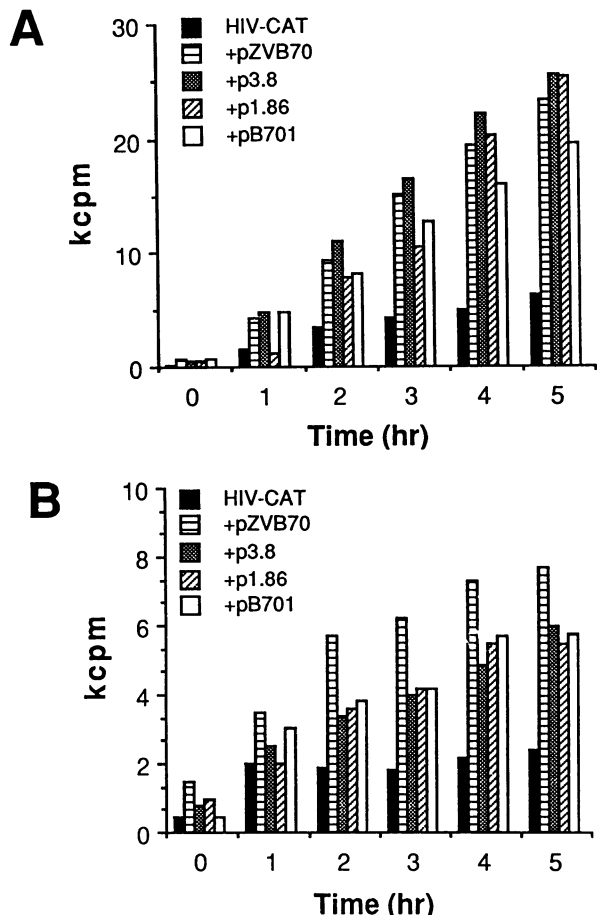 A
30
20
10
0
kcpm
HIV-CAT
+pZVB70
+p3.8
+p1.86
+pB701
0 1 2 3 4 5
Time (hr)
B
10
8
6
4
2
0
kcpm
HIV-CAT
+pZVB70
+p3.8
+p1.86
+pB701
0 1 2 3 4 5
Time (hr)